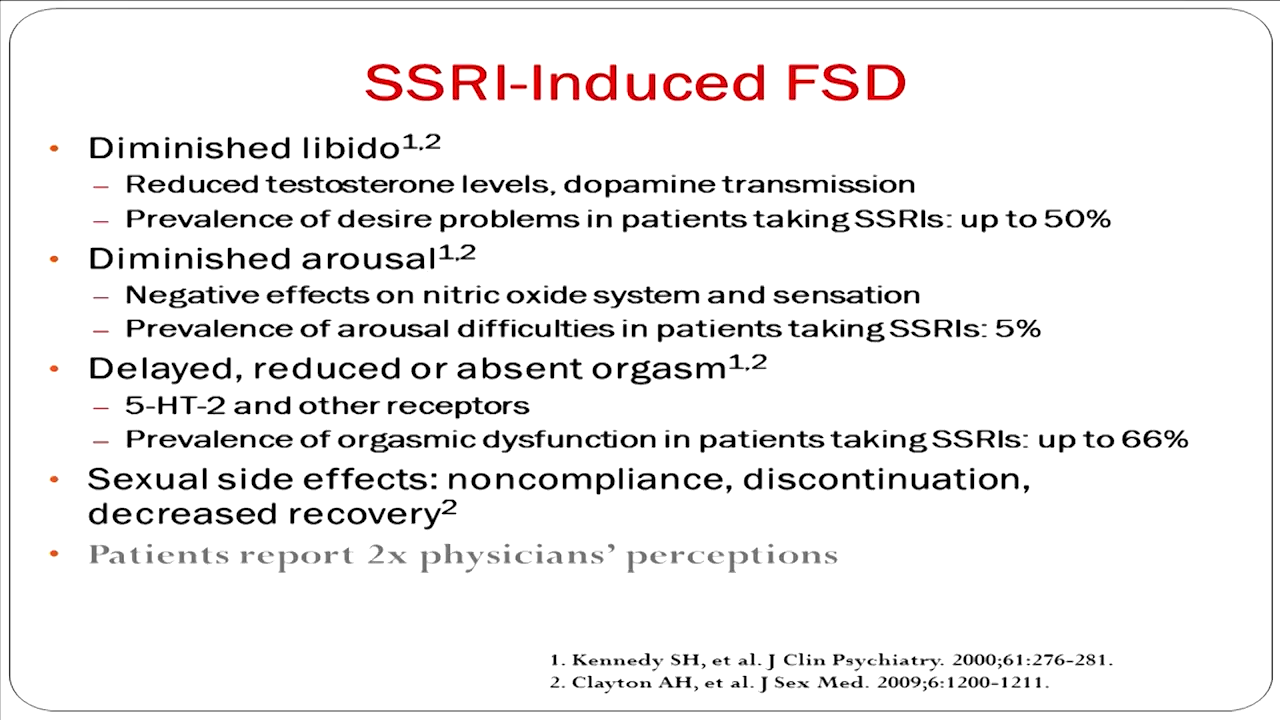 SSRI-Induced FSD
• Diminished libido1,2
– Reduced testosterone levels, dopamine transmission
– Prevalence of desire problems in patients taking SSRIs: up to 50%
• Diminished arousal1,2
– Negative effects on nitric oxide system and sensation
– Prevalence of arousal difficulties in patients taking SSRIs: 5%
• Delayed, reduced or absent orgasm1,2
– 5-HT-2 and other receptors
– Prevalence of orgasmic dysfunction in patients taking SSRIs: up to 66%
• Sexual side effects: noncompliance, discontinuation,
decreased recovery2
• Patients report 2x physicians’ perceptions
1. Kennedy SH, et al. J Clin Psychiatry. 2000;61:276-281.
2. Clayton AH, et al. J Sex Med. 2009;6:1200-1211.